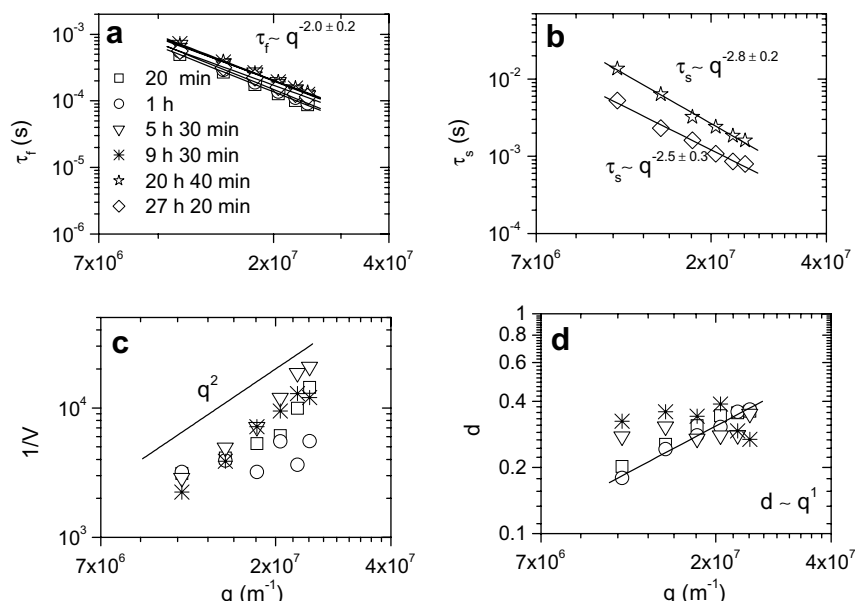 a
τ_f ~ q^-2.0 ± 0.2
10^-3
10^-4
10^-5
10^-6
τ_f (s)
20 min
1 h
5 h 30 min
9 h 30 min
20 h 40 min
27 h 20 min
7x10^6
2x10^7
4x10^7
b
τ_s ~ q^-2.8 ± 0.2
τ_s ~ q^-2.5 ± 0.3
10^-2
10^-3
10^-4
τ_s (s)
7x10^6
2x10^7
4x10^7
c
q^2
10^4
10^3
1/V
7x10^6
2x10^7
4x10^7
q (m^-1)
d
1
0.8
0.6
0.4
0.2
0.1
d
d ~ q^1
7x10^6
2x10^7
4x10^7
q (m^-1)